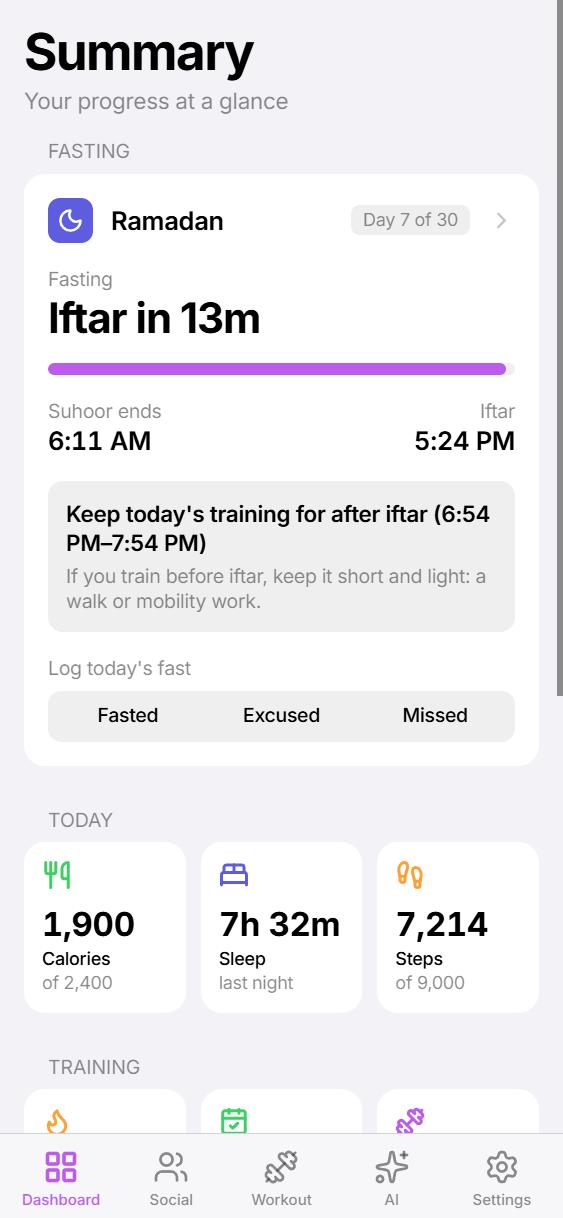 Summary
Your progress at a glance
FASTING
Ramadan
Day 7 of 30
Fasting
Iftar in 13m
Suhoor ends
Iftar
6:11 AM
5:24 PM
Keep today's training for after iftar (6:54
PM–7:54 PM)
If you train before iftar, keep it short and light: a
walk or mobility work.
Log today's fast
Fasted
Excused
Missed
TODAY
1,900
Calories
of 2,400
7h 32m
Sleep
last night
7,214
Steps
of 9,000
TRAINING
Dashboard
Social
Workout
AI
Settings